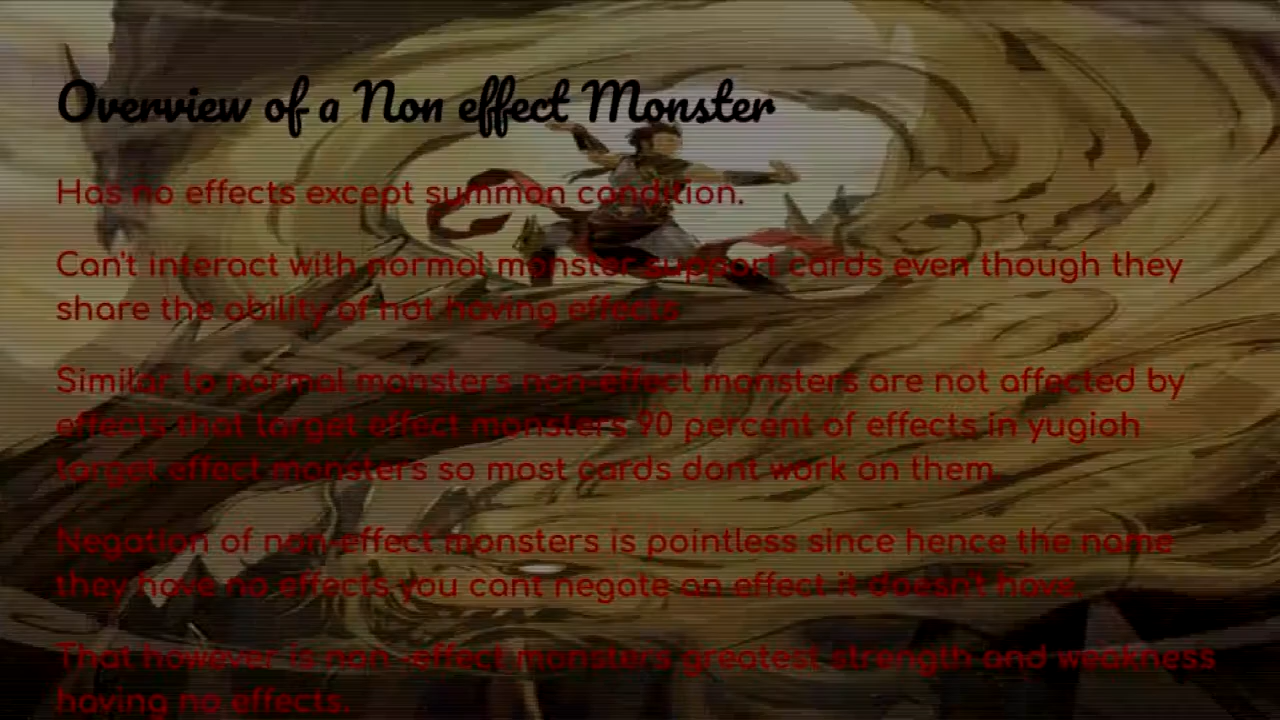 Overview of a Non effect Monster
Has no effects except summon condition.
Can't interact with normal monster support cards even though they
share the ability of not having effects
Similar to normal monsters non-effect monsters are not affected by
effects that target effect monsters 90 percent of effects in yugioh
target effect monsters so most cards dont work on them.
Negation of non-effect monsters is pointless since hence the name
they have no effects you cant negate an effect it doesn't have.
That however is non -effect monsters greatest strength and weakness
having no effects.